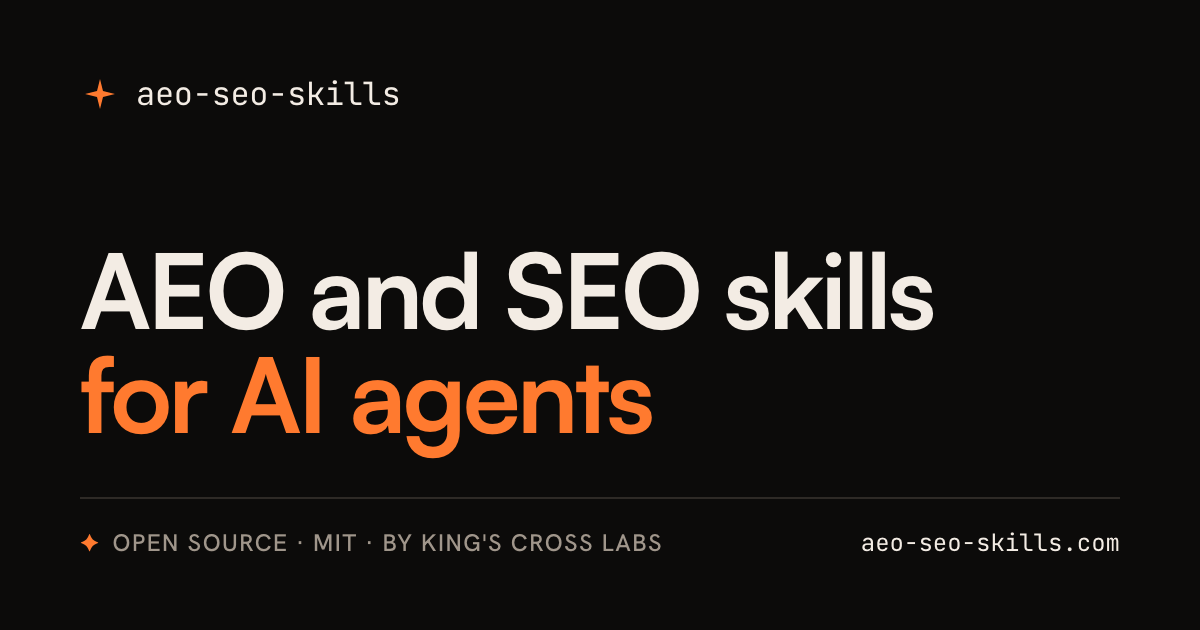 aeo-seo-skills
AEO and SEO skills
for AI agents
OPEN SOURCE · MIT · BY KING'S CROSS LABS
aeo-seo-skills.com